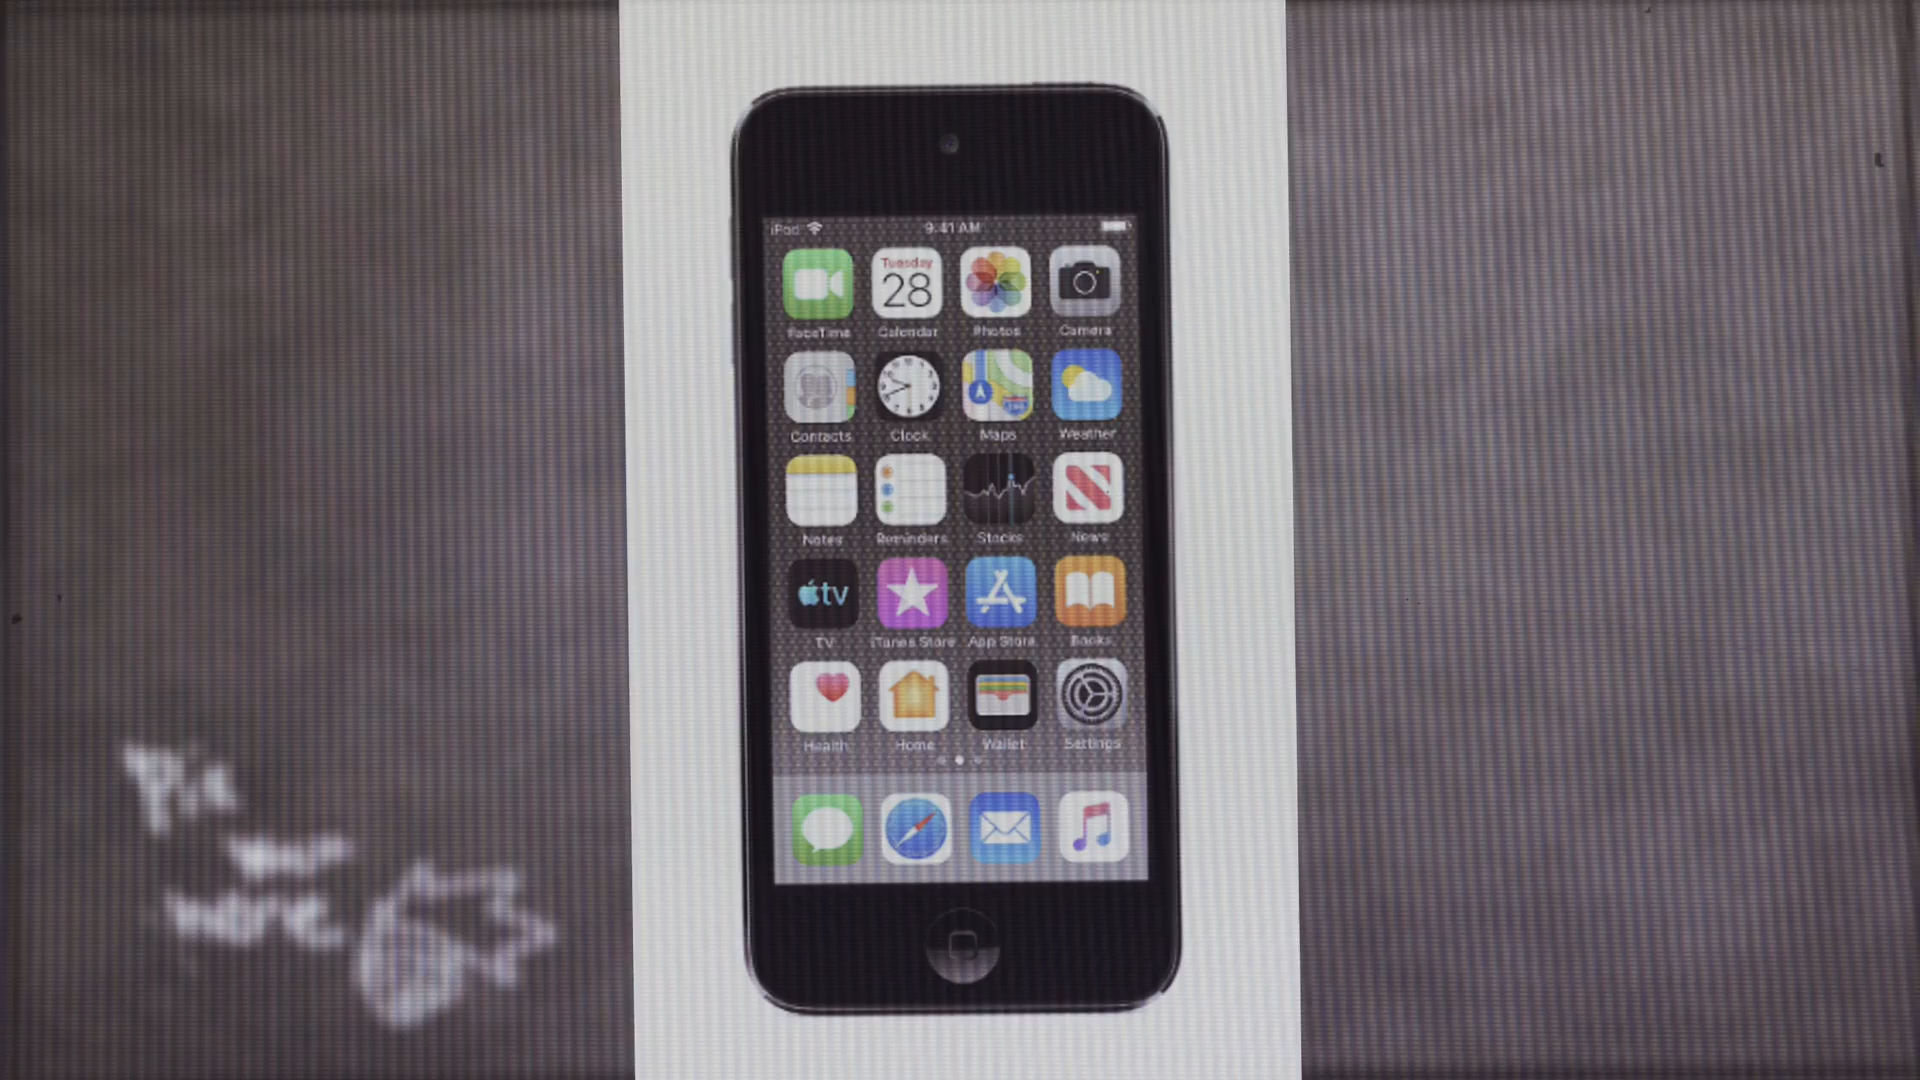 iPod 9:41 AM
Tuesday
28
FaceTime Calendar Photos Camera
Contacts Clock Maps Weather
Notes Reminders Stocks News
tv
TV iTunes Store App Store Books
Health Home Wallet Settings